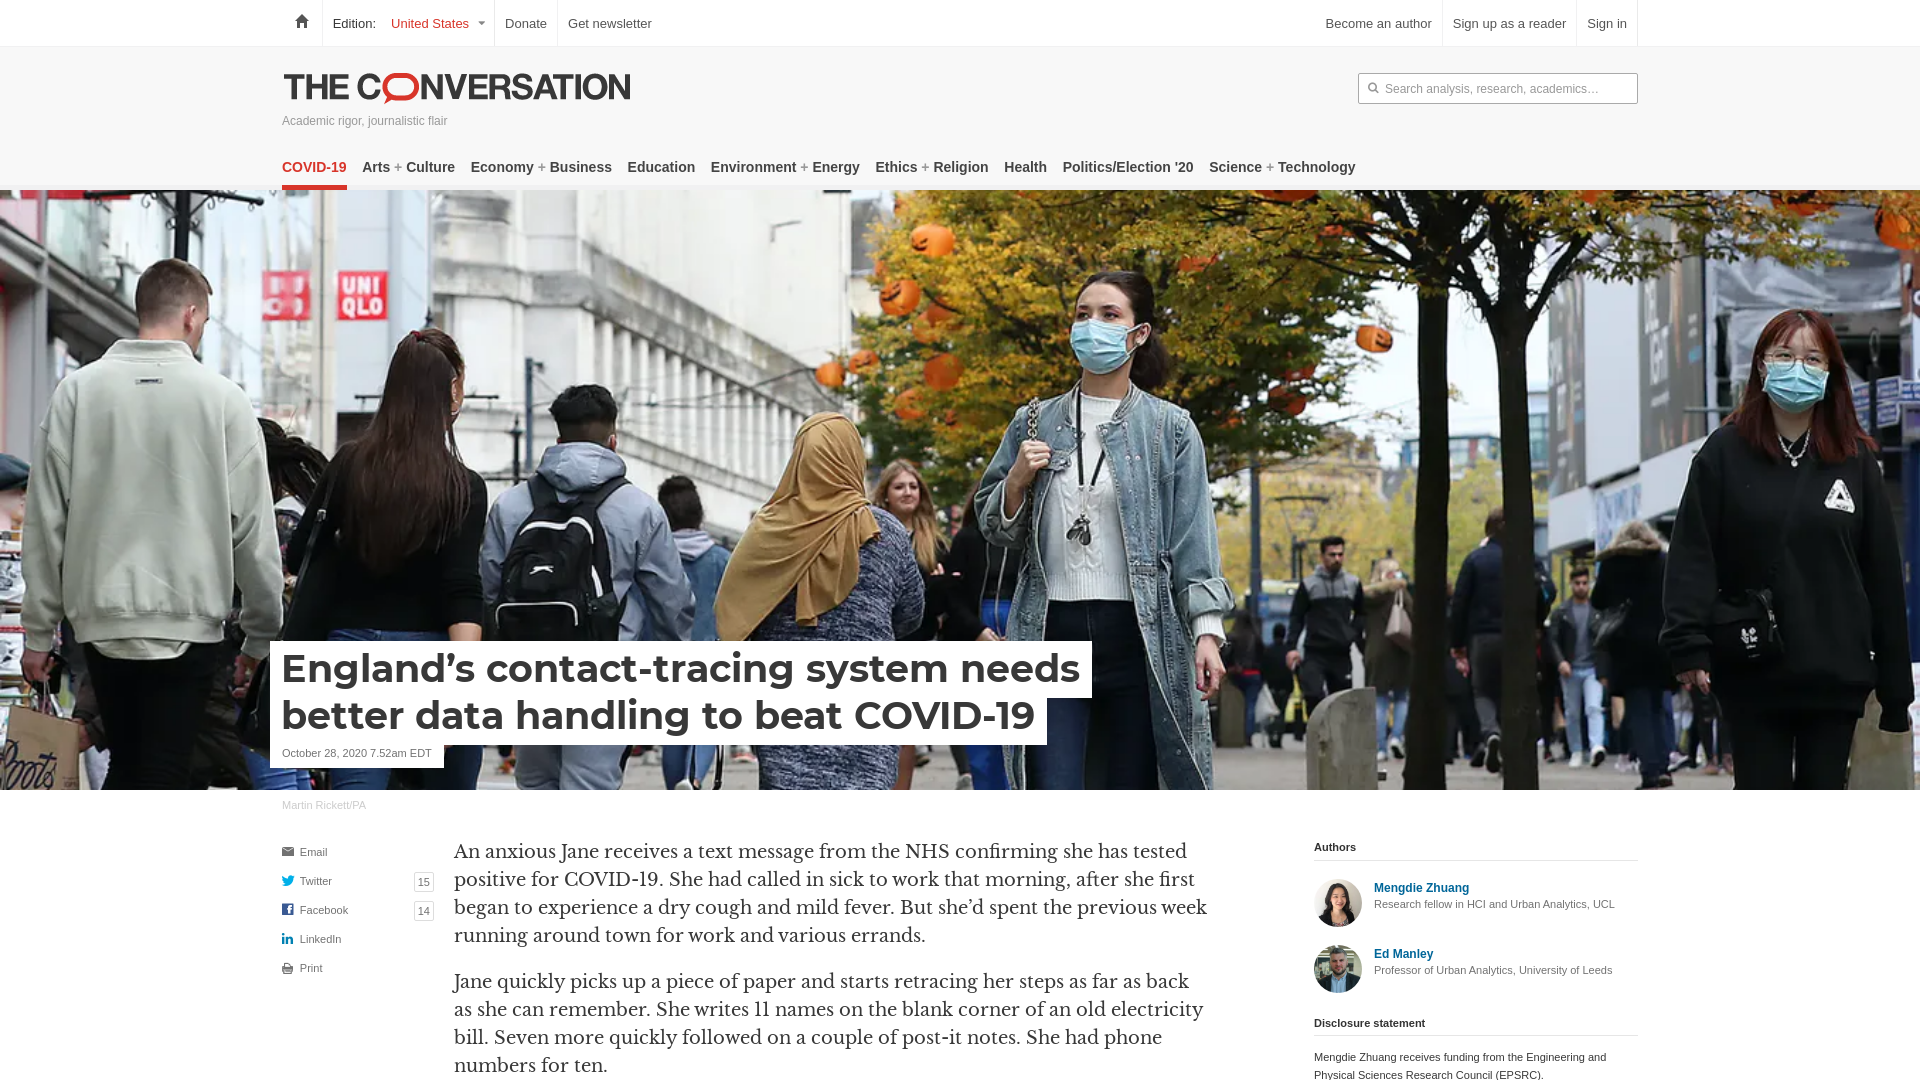 Edition: United States Donate Get newsletter Become an author Sign up as a reader Sign in
THE CONVERSATION
Search analysis, research, academics…
Academic rigor, journalistic flair
COVID-19 Arts + Culture Economy + Business Education Environment + Energy Ethics + Religion Health Politics/Election '20 Science + Technology
UNI
QLO
England’s contact-tracing system needs
better data handling to beat COVID-19
October 28, 2020 7.52am EDT
Martin Rickett/PA
Email
Twitter 15
Facebook 14
LinkedIn
Print
An anxious Jane receives a text message from the NHS confirming she has tested
positive for COVID-19. She had called in sick to work that morning, after she first
began to experience a dry cough and mild fever. But she’d spent the previous week
running around town for work and various errands.
Jane quickly picks up a piece of paper and starts retracing her steps as far as back
as she can remember. She writes 11 names on the blank corner of an old electricity
bill. Seven more quickly followed on a couple of post-it notes. She had phone
numbers for ten.
Authors
Mengdie Zhuang
Research fellow in HCI and Urban Analytics, UCL
Ed Manley
Professor of Urban Analytics, University of Leeds
Disclosure statement
Mengdie Zhuang receives funding from the Engineering and
Physical Sciences Research Council (EPSRC).